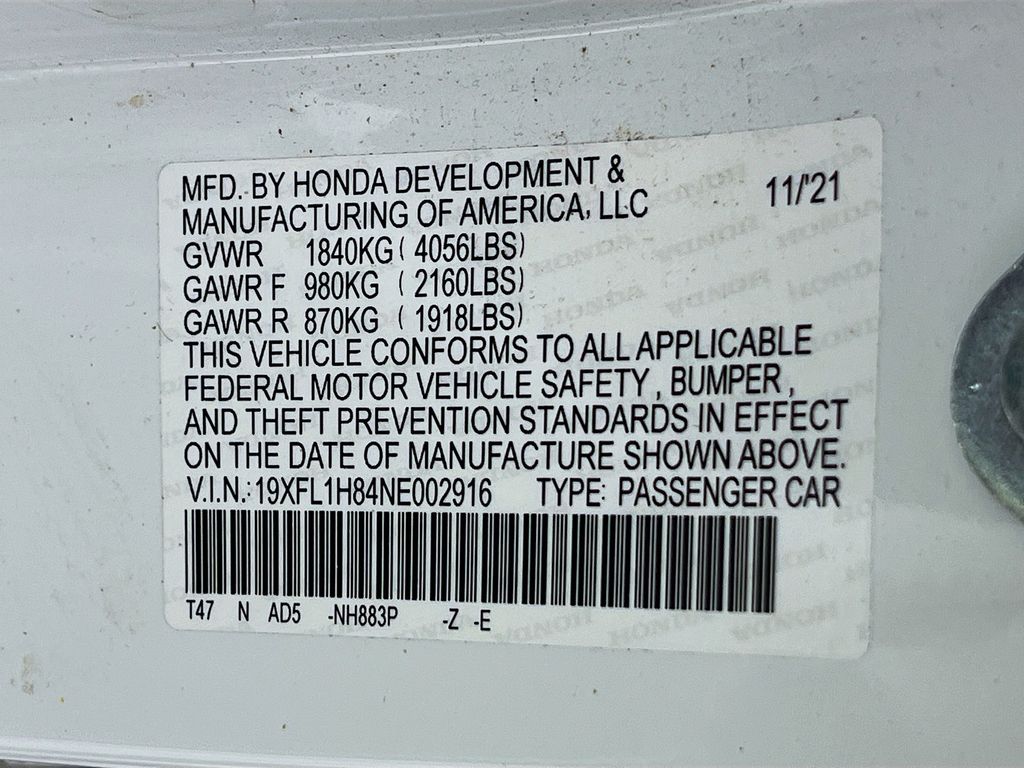 MFD. BY HONDA DEVELOPMENT & 11/'21
MANUFACTURING OF AMERICA, LLC
GVWR 1840KG ( 4056LBS)
GAWR F 980KG ( 2160LBS)
GAWR R 870KG ( 1918LBS)
THIS VEHICLE CONFORMS TO ALL APPLICABLE
FEDERAL MOTOR VEHICLE SAFETY , BUMPER ,
AND THEFT PREVENTION STANDARDS IN EFFECT
ON THE DATE OF MANUFACTURE SHOWN ABOVE.
V.I.N.: 19XFL1H84NE002916 TYPE: PASSENGER CAR
T47 N AD5 -NH883P -Z -E